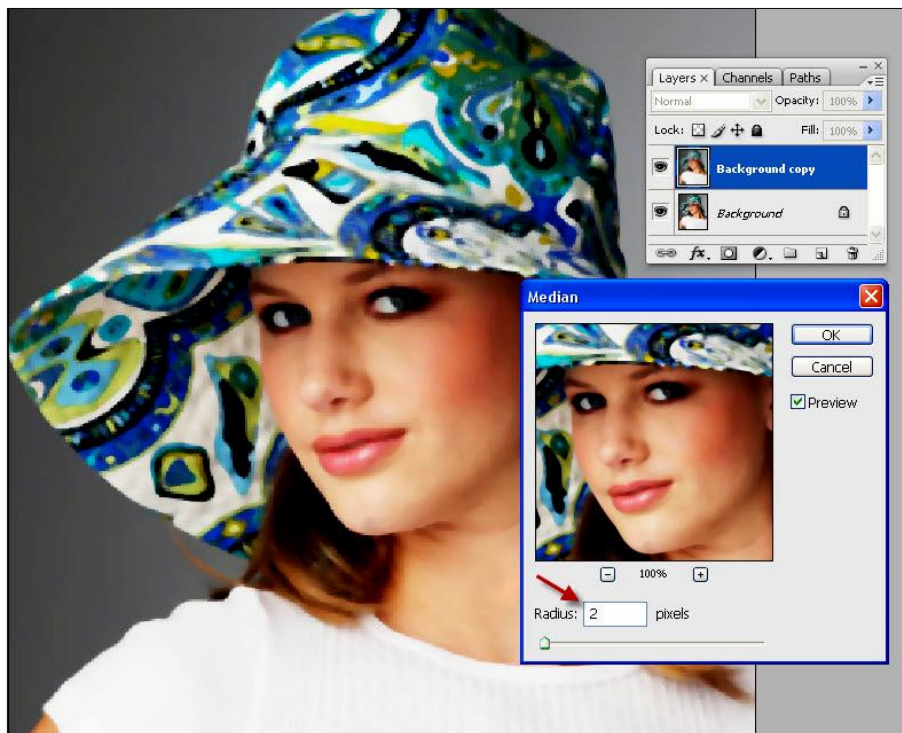 Layers × Channels Paths
Normal Opacity: 100%
Lock: Fill: 100%
Background copy
Background
fx.
Median
OK
Cancel
Preview
100%
Radius: 2 pixels